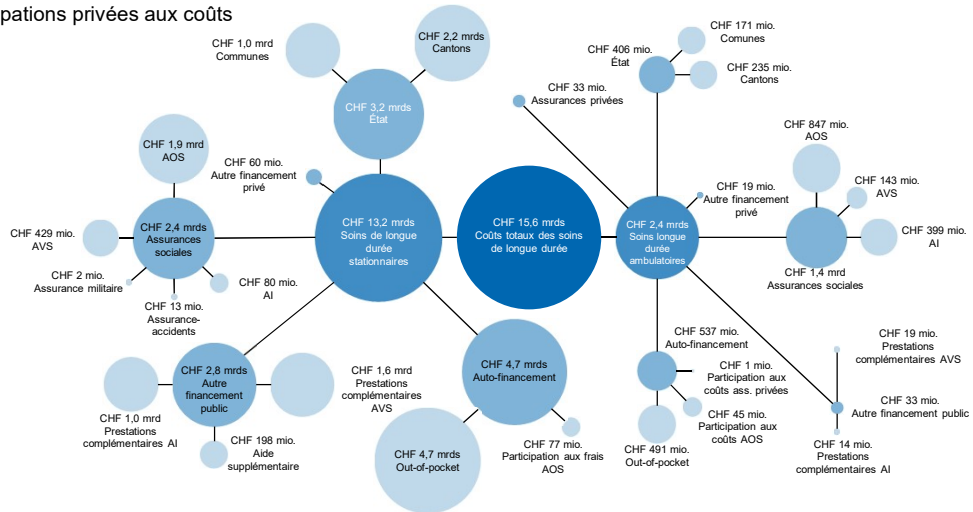 pations privées aux coûts
CHF 1,0 mrd
Communes
CHF 2,2 mrds
Cantons
CHF 3,2 mrds
État
CHF 1,9 mrd
AOS
CHF 60 mio.
Autre financement
privé
CHF 429 mio.
AVS
CHF 2,4 mrds
Assurances
sociales
CHF 2 mio.
Assurance militaire
CHF 13 mio.
Assurance-
accidents
CHF 80 mio.
AI
CHF 13,2 mrds
Soins de longue
durée
stationnaires
CHF 2,8 mrds
Autre
financement
public
CHF 1,0 mrd
Prestations
complémentaires AI
CHF 198 mio.
Aide
supplémentaire
CHF 1,6 mrd
Prestations
complémentaires
AVS
CHF 4,7 mrds
Auto-financement
CHF 4,7 mrds
Out-of-pocket
CHF 77 mio.
Participation aux frais
AOS
CHF 15,6 mrds
Coûts totaux des soins
de longue durée
CHF 33 mio.
Assurances privées
CHF 406 mio.
État
CHF 171 mio.
Comunes
CHF 235 mio.
Cantons
CHF 19 mio.
Autre financement
privé
CHF 2,4 mrds
Soins longue
durée
ambulatoires
CHF 847 mio.
AOS
CHF 143 mio.
AVS
CHF 399 mio.
AI
CHF 1,4 mrd
Assurances sociales
CHF 537 mio.
Auto-financement
CHF 1 mio.
Participation aux
coûts ass. privées
CHF 45 mio.
Participation aux
coûts AOS
CHF 491 mio.
Out-of-pocket
CHF 19 mio.
Prestations
complémentaires AVS
CHF 33 mio.
Autre financement public
CHF 14 mio.
Prestations
complémentaires AI